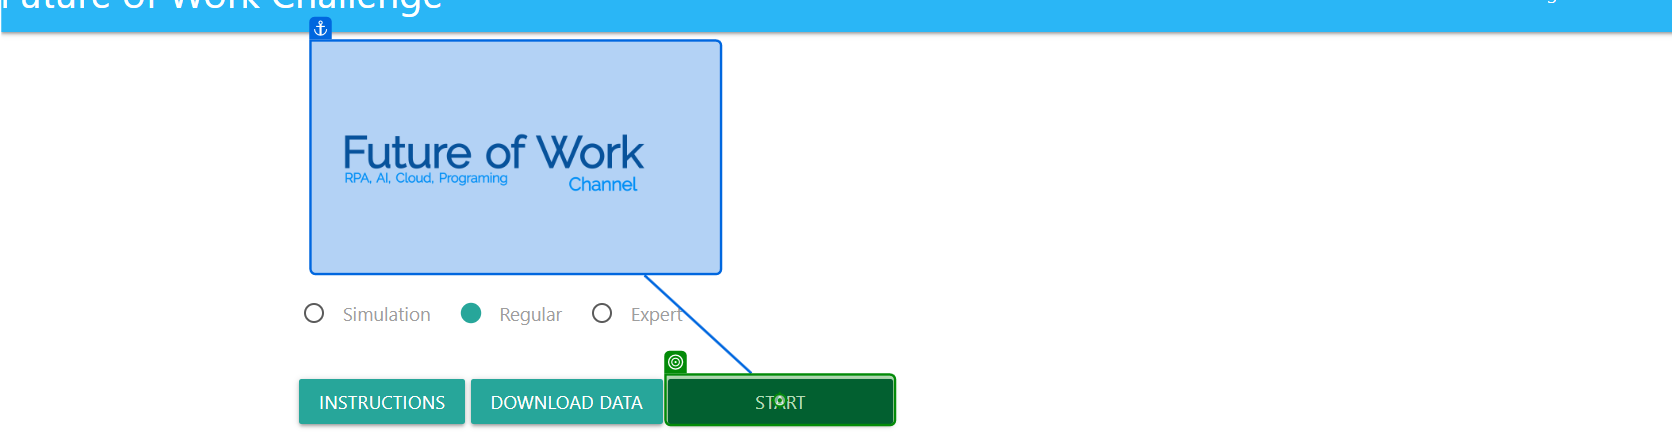 Future of Work Challenge
Future of Work
RPA, AI, Cloud, Programing
Channel
Simulation
Regular
Expert
INSTRUCTIONS
DOWNLOAD DATA
START